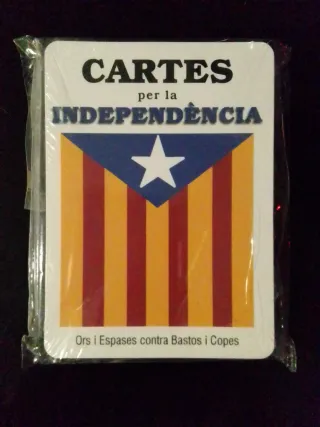 CARTES
per la
INDEPENDÈNCIA
Ors i Espases contra Bastos i Copes